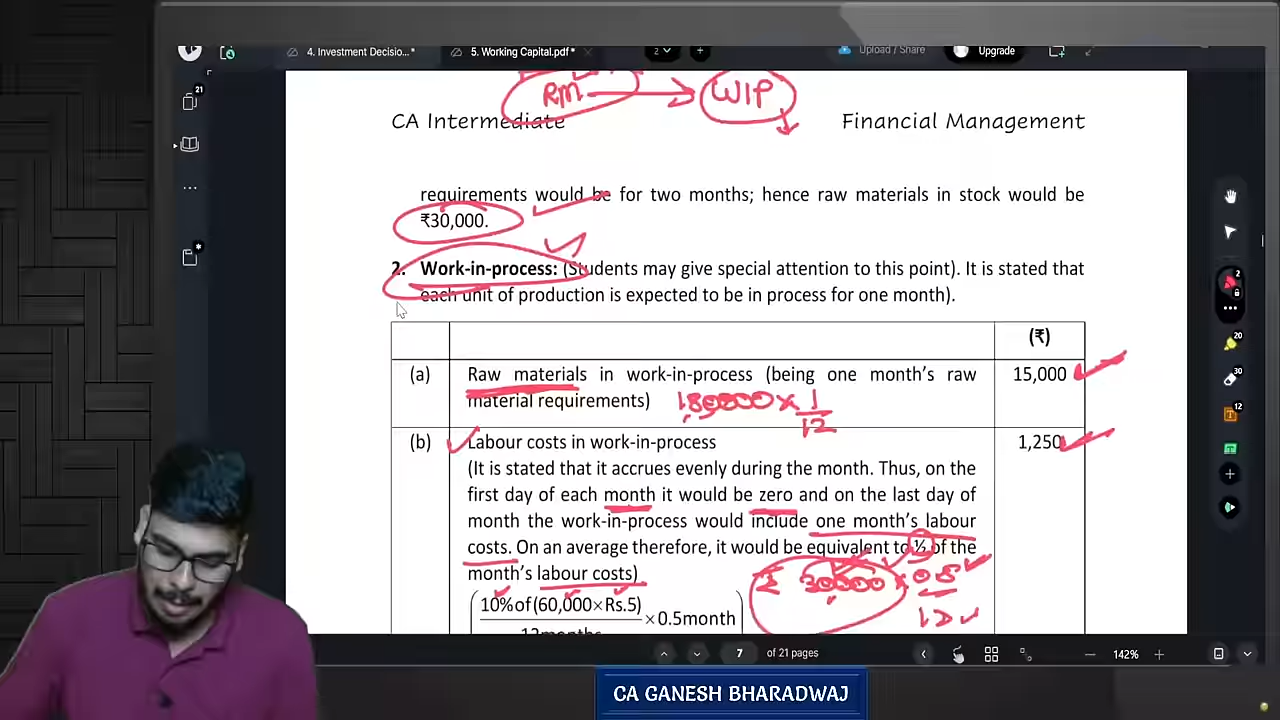 4. Investment Decisio...*
5. Working Capital.pdf*
2
Upload / Share
Upgrade
RM → WIP
CA Intermediate
Financial Management
requirements would be for two months; hence raw materials in stock would be
₹30,000.
2. Work-in-process: (Students may give special attention to this point). It is stated that
each unit of production is expected to be in process for one month).
(₹)
(a) Raw materials in work-in-process (being one month's raw 15,000
material requirements) 180000 × 1/12
(b) Labour costs in work-in-process 1,250
(It is stated that it accrues evenly during the month. Thus, on the
first day of each month it would be zero and on the last day of
month the work-in-process would include one month's labour
costs. On an average therefore, it would be equivalent to ½ of the
month's labour costs)
30000 × 0.5
12
10% of (60,000×Rs.5)
×0.5month
12months
21
2
20
30
12
7 of 21 pages
142%
CA GANESH BHARADWAJ